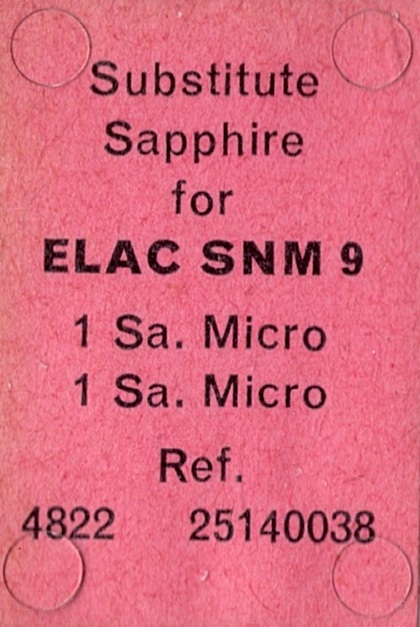 Substitute
Sapphire
for
ELAC SNM 9
1 Sa. Micro
1 Sa. Micro
Ref.
4822 25140038